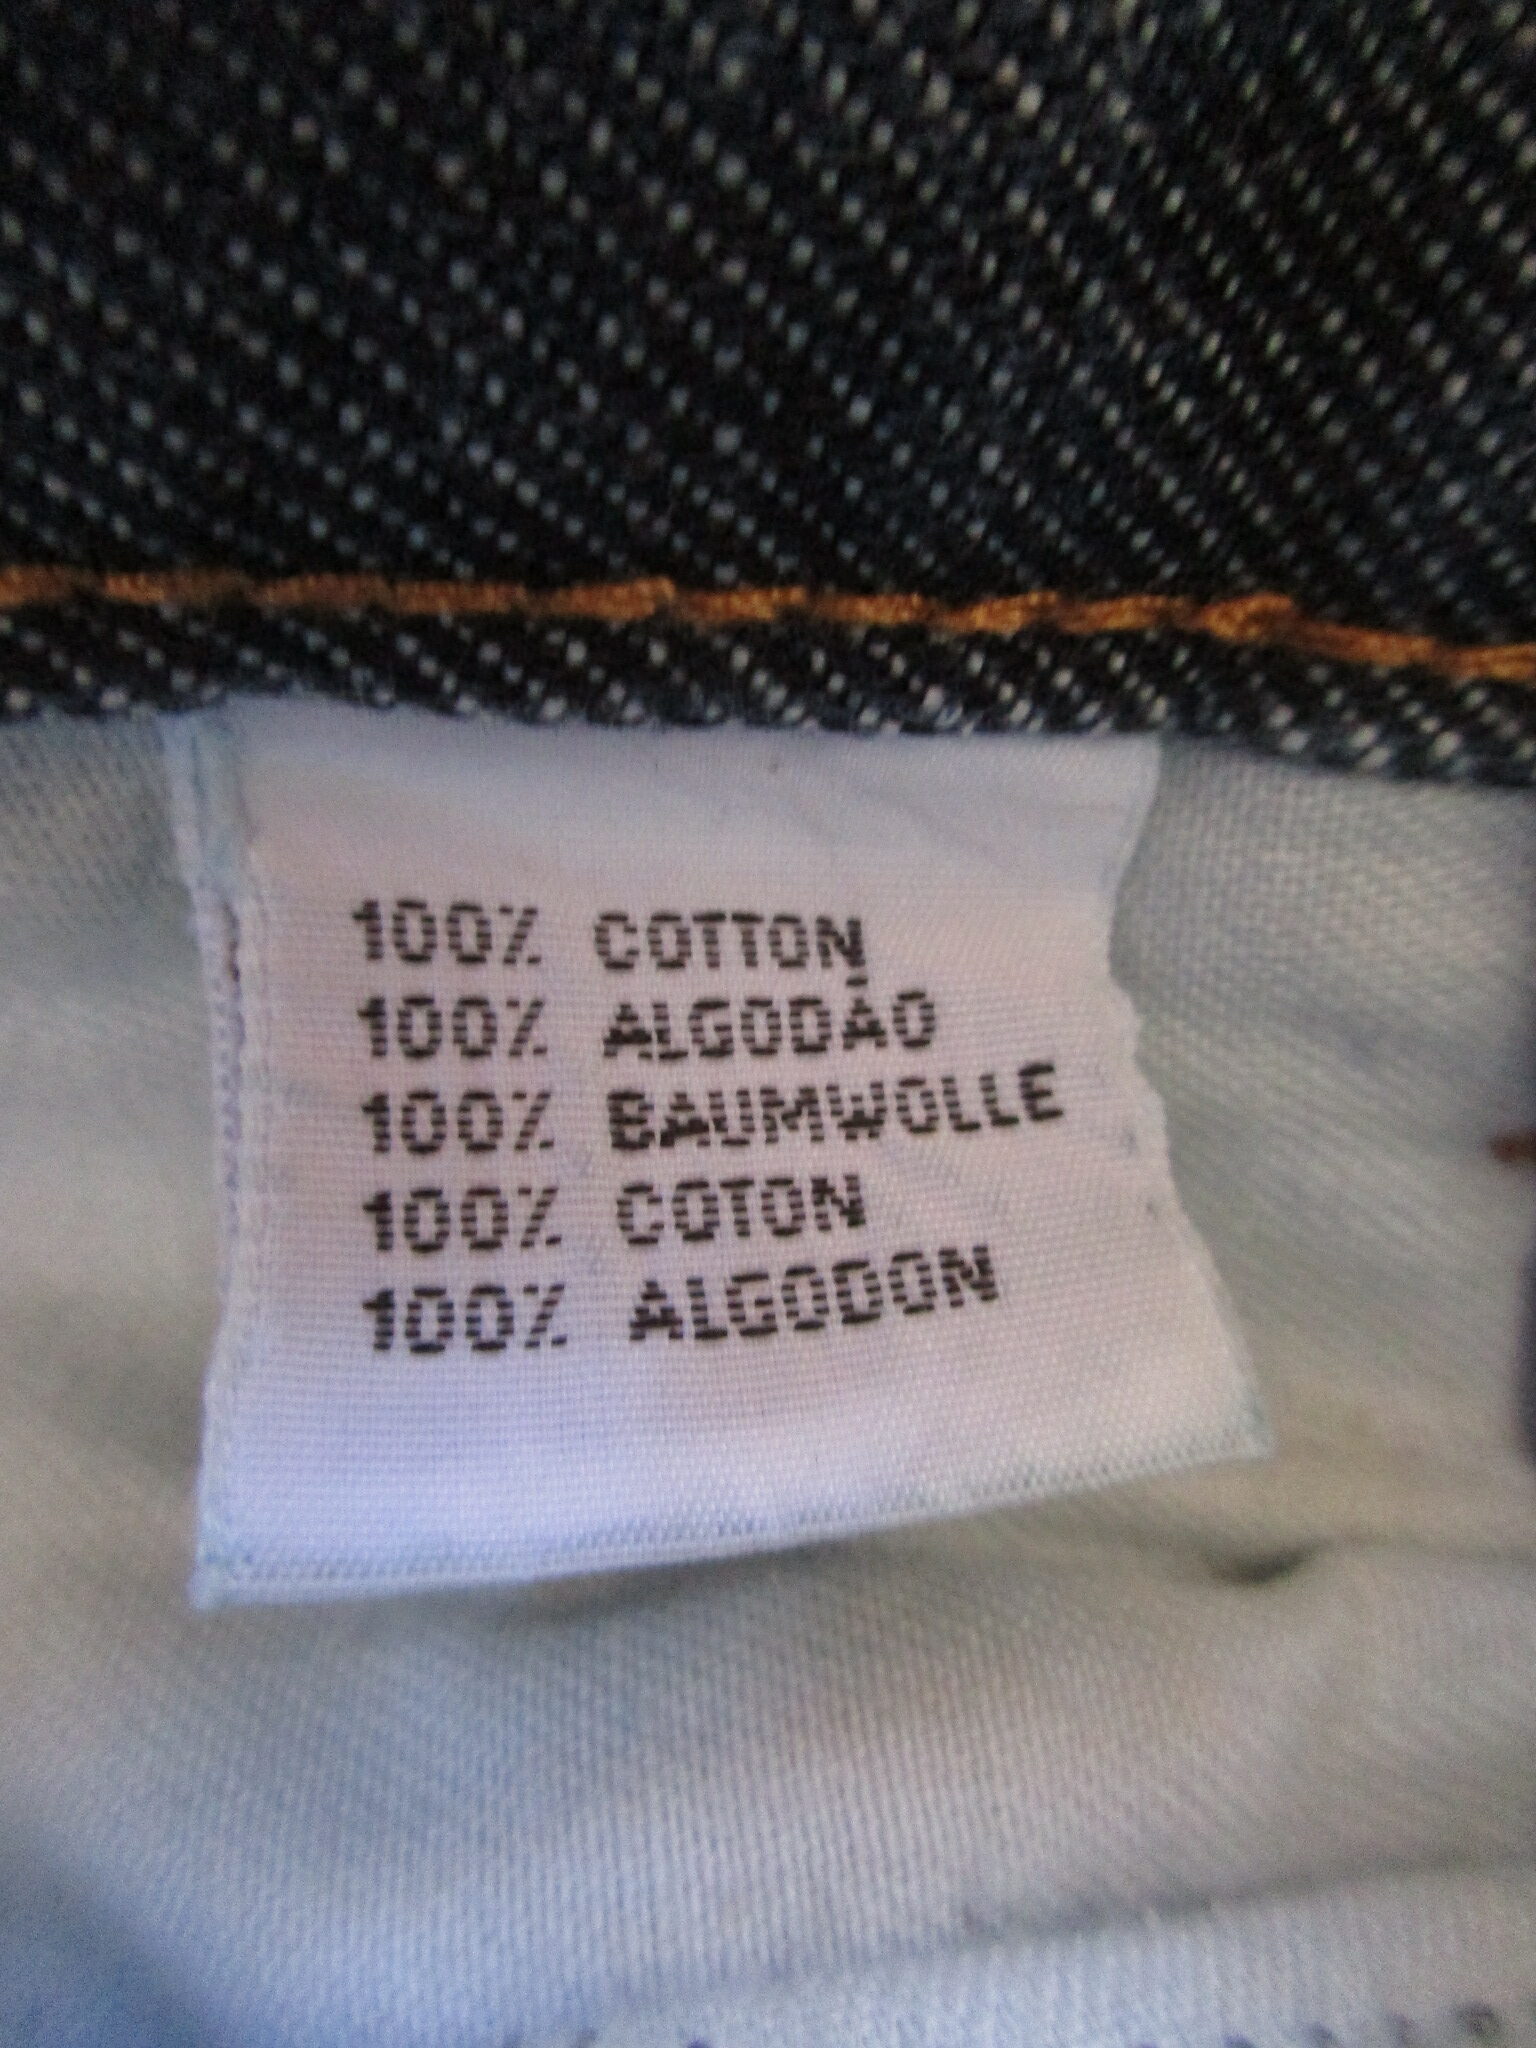 100% COTTON
100% ALGODÃO
100% BAUMWOLLE
100% COTON
100% ALGODON